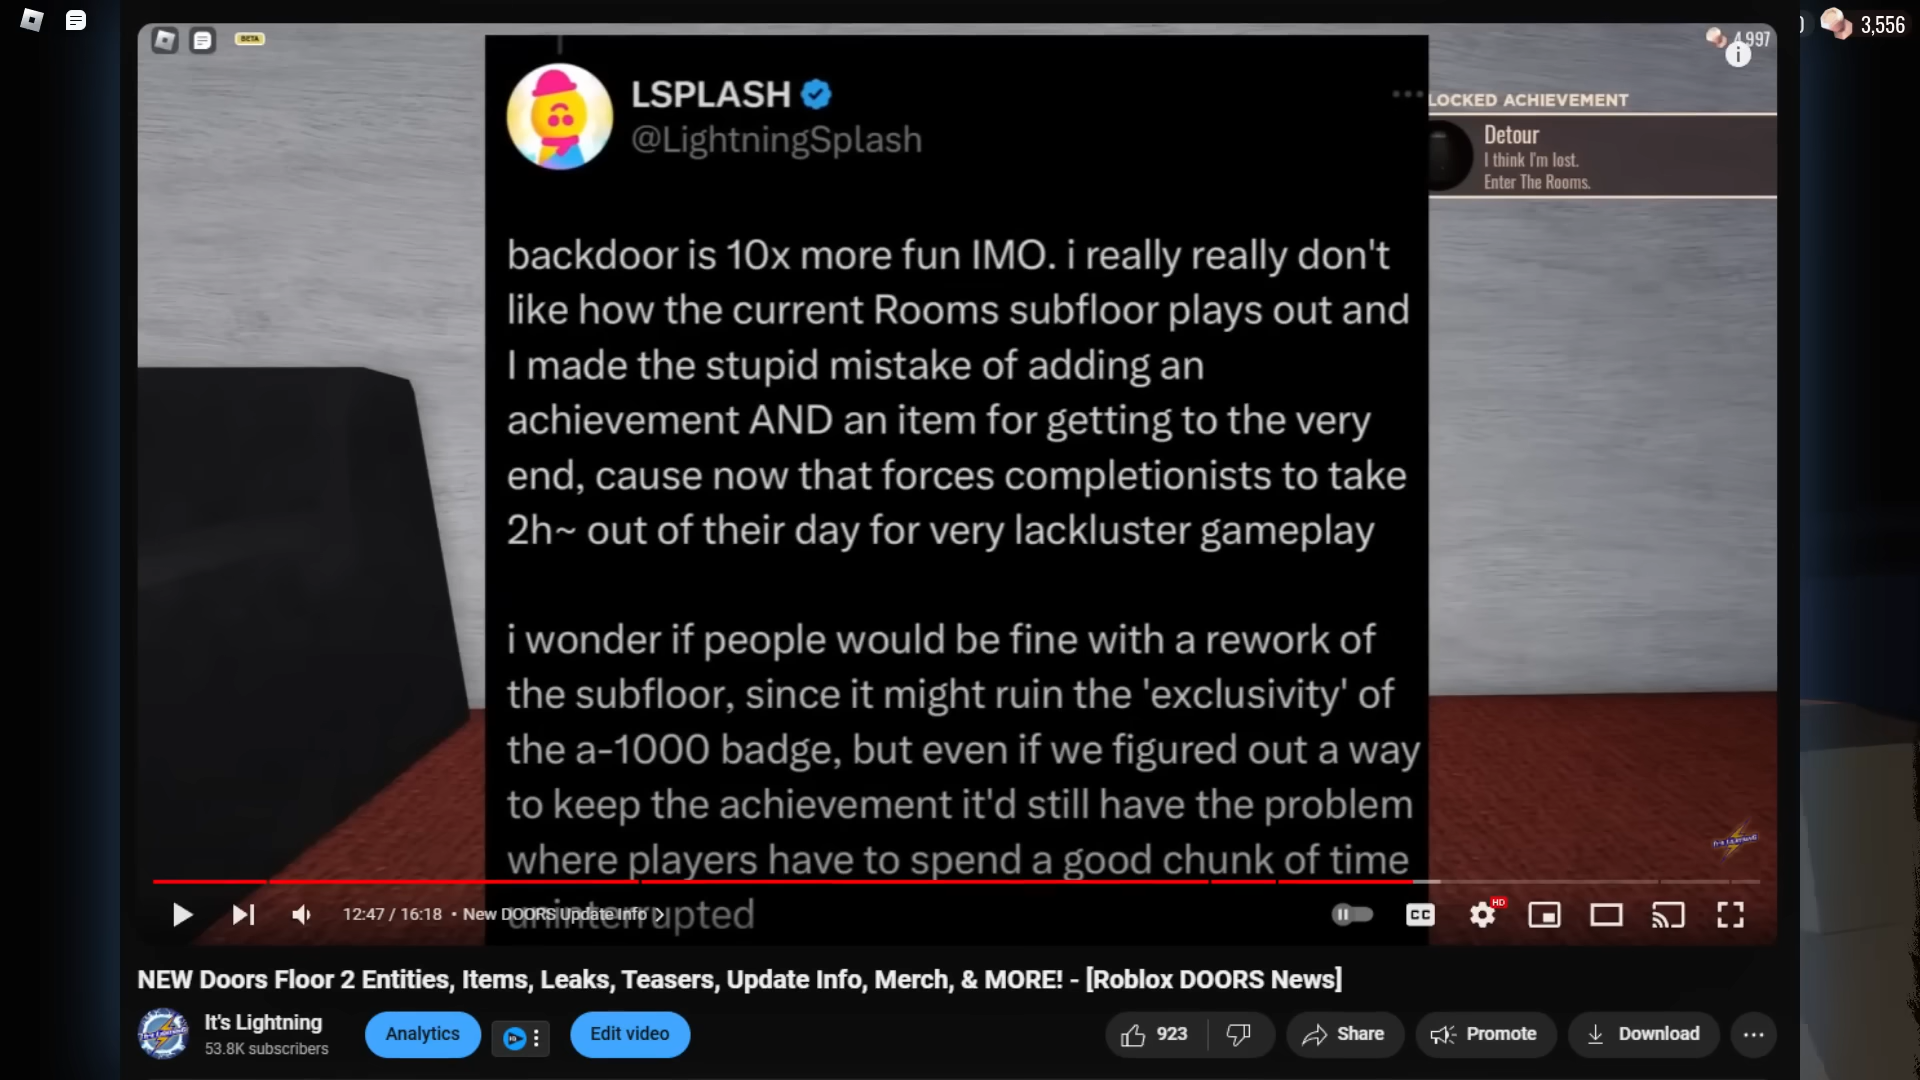 3,556
BETA
4,997
LSPLASH
@LightningSplash
LOCKED ACHIEVEMENT
Detour
I think I'm lost.
Enter The Rooms.
backdoor is 10x more fun IMO. i really really don't
like how the current Rooms subfloor plays out and
I made the stupid mistake of adding an
achievement AND an item for getting to the very
end, cause now that forces completionists to take
2h~ out of their day for very lackluster gameplay
i wonder if people would be fine with a rework of
the subfloor, since it might ruin the 'exclusivity' of
the a-1000 badge, but even if we figured out a way
to keep the achievement it'd still have the problem
where players have to spend a good chunk of time
uninterrupted
12:47 / 16:18 • New DOORS Update Info >
CC
HD
NEW Doors Floor 2 Entities, Items, Leaks, Teasers, Update Info, Merch, & MORE! - [Roblox DOORS News]
It's Lightning
53.8K subscribers
Analytics
Edit video
923
Share
Promote
Download